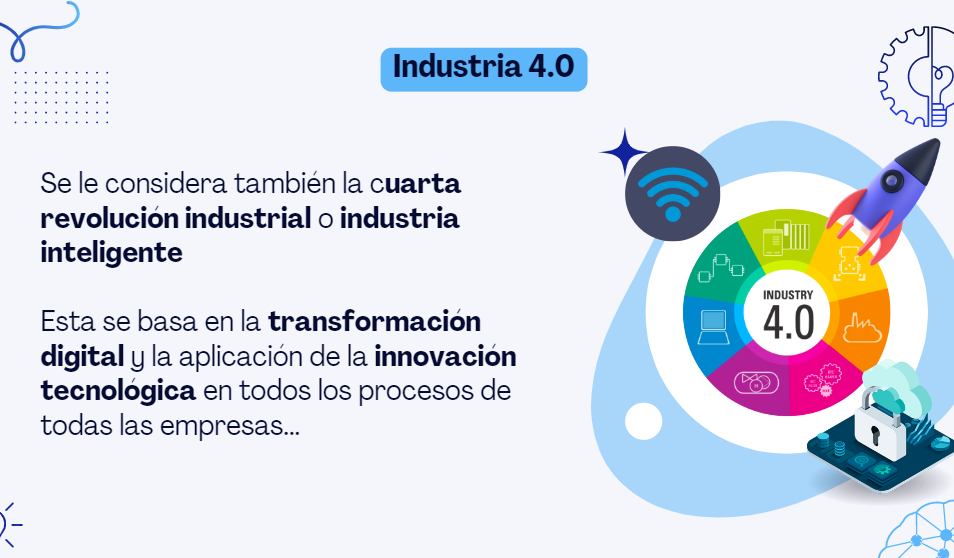 Industria 4.0
Se le considera también la cuarta
revolución industrial o industria
inteligente
Esta se basa en la transformación
digital y la aplicación de la innovación
tecnológica en todos los procesos de
todas las empresas...
INDUSTRY
4.0